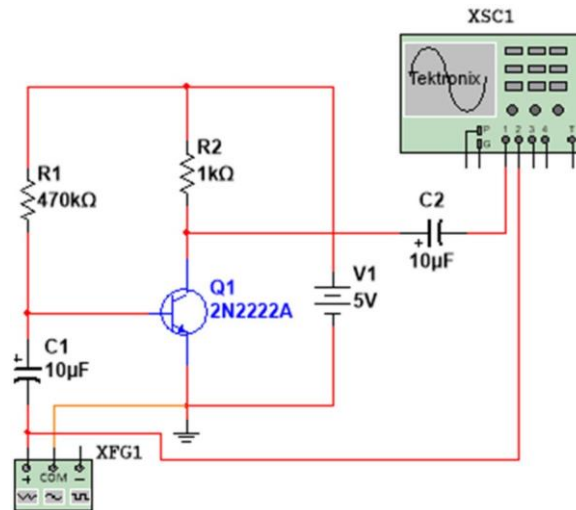 XSC1
Tektronix
P
G
1 2 3 4 T
R1
470kΩ
R2
1kΩ
C2
+
10µF
Q1
2N2222A
V1
5V
C1
+
10µF
XFG1
+ COM −